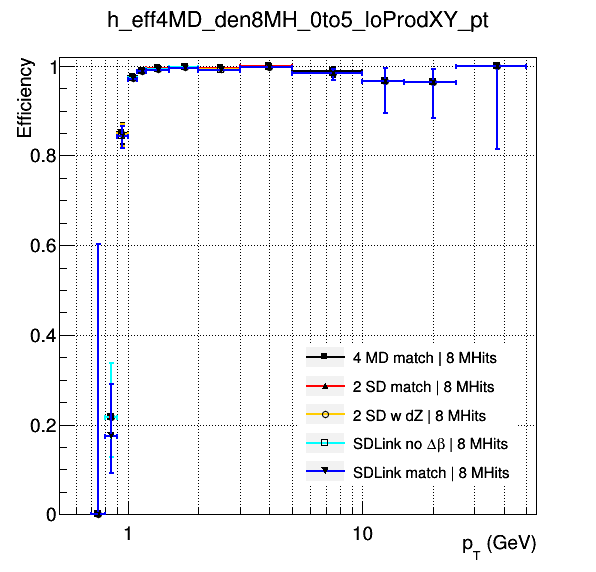 h_eff4MD_den8MH_0to5_loProdXY_pt
Efficiency
1
0.8
0.6
0.4
0.2
0
4 MD match | 8 MHits
2 SD match | 8 MHits
2 SD w dZ | 8 MHits
SDLink no Δβ | 8 MHits
SDLink match | 8 MHits
1
10
p_T (GeV)